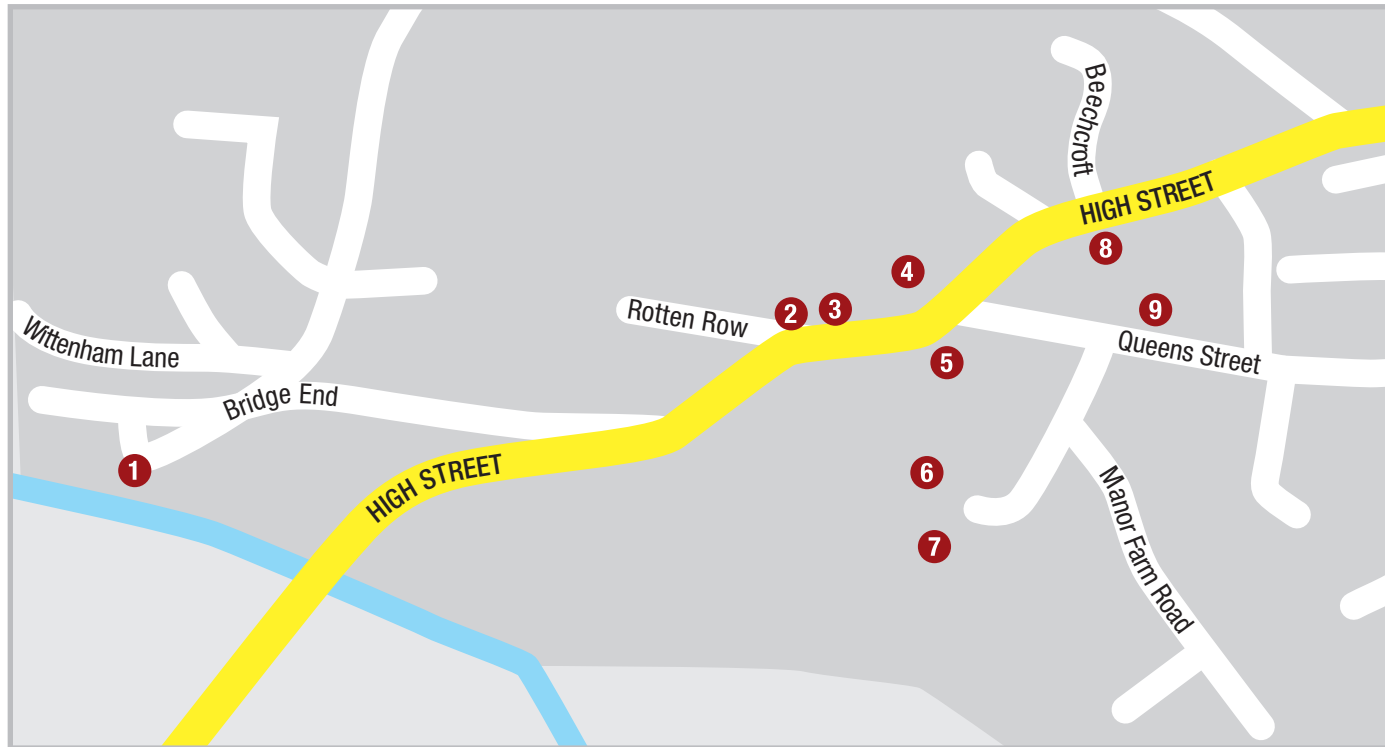 Beechcroft
HIGH STREET
8
4
9
2
3
Rotten Row
Wittenham Lane
Queens Street
5
Bridge End
1
HIGH STREET
6
Manor Farm Road
7